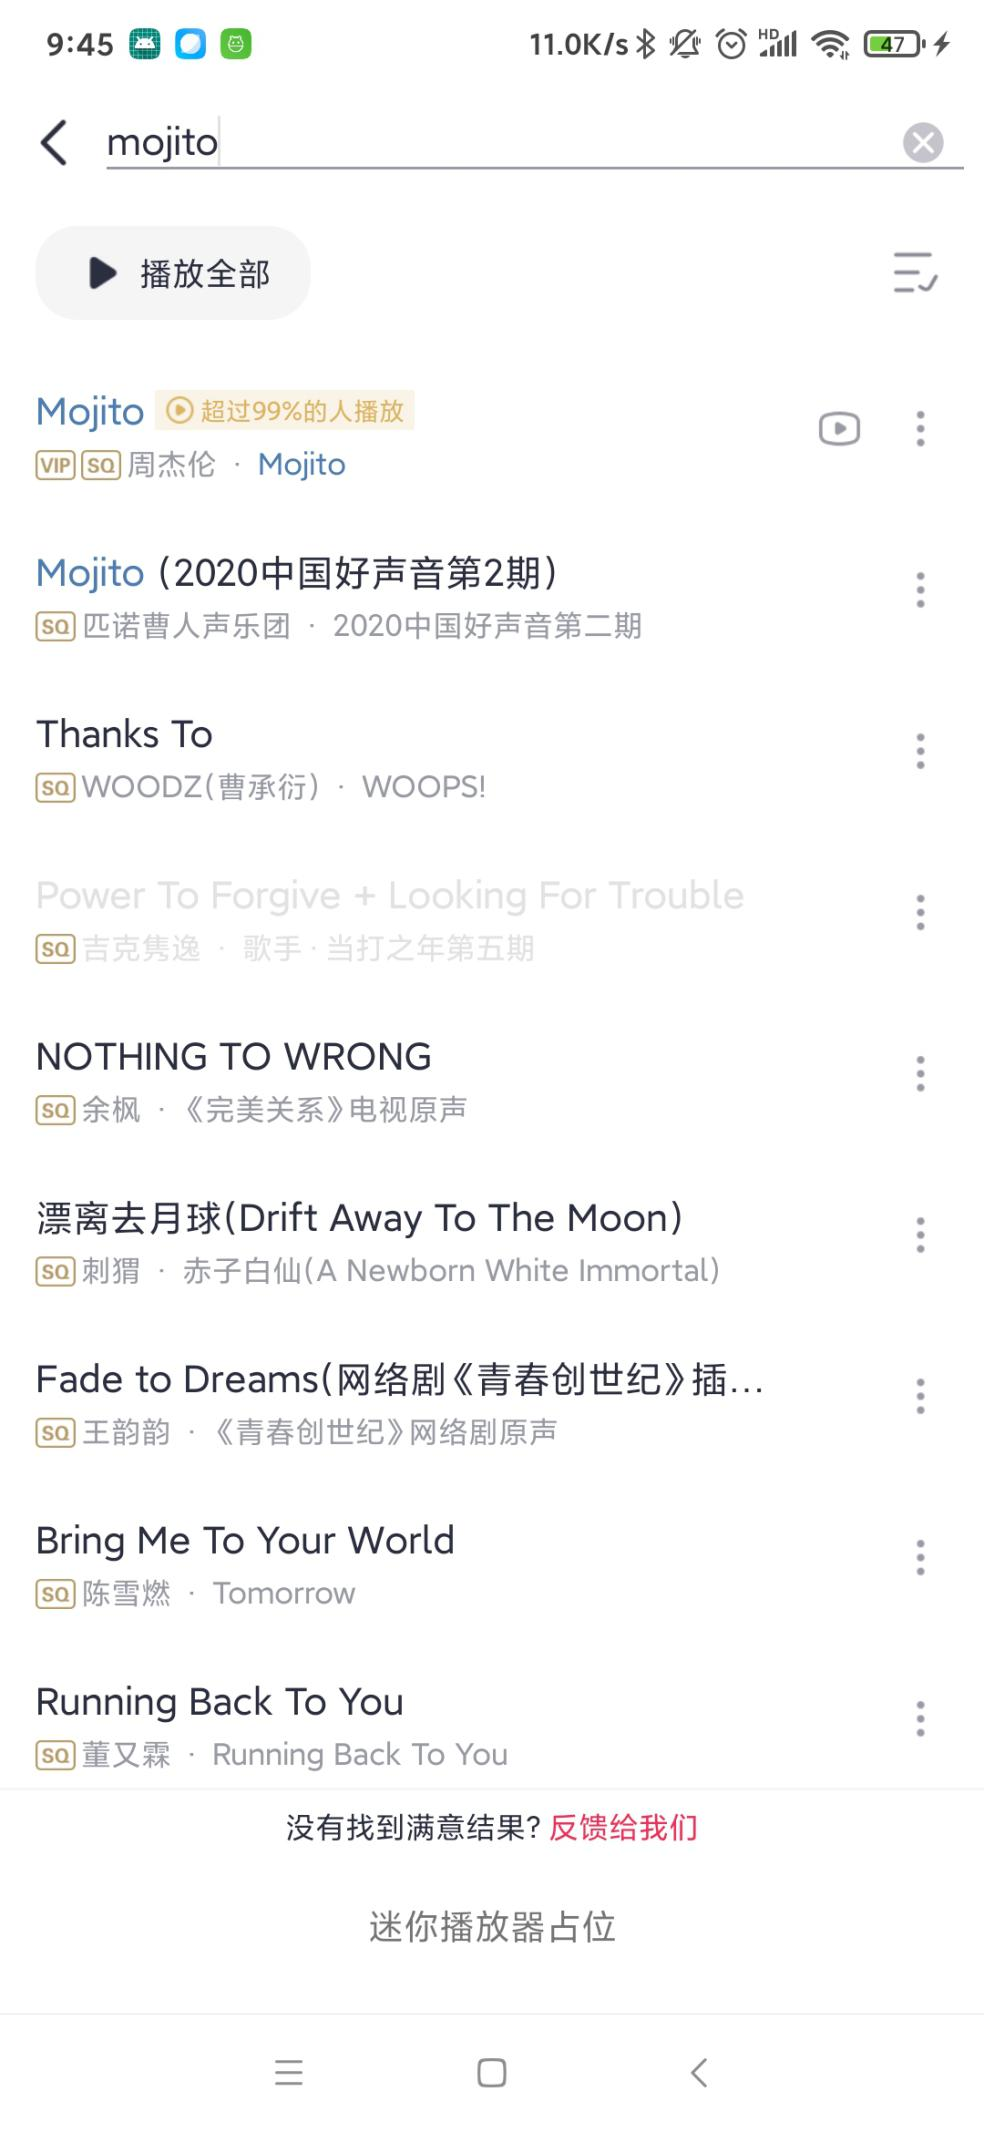 9:45 11.0K/s HD 47
mojito
播放全部
Mojito 超过99%的人播放
VIP SQ 周杰伦 · Mojito
Mojito (2020中国好声音第2期)
SQ 匹诺曹人声乐团 · 2020中国好声音第二期
Thanks To
SQ WOODZ(曹承衍) · WOOPS!
Power To Forgive + Looking For Trouble
SQ 吉克隽逸 · 歌手·当打之年第五期
NOTHING TO WRONG
SQ 余枫 · 《完美关系》电视原声
漂离去月球(Drift Away To The Moon)
SQ 刺猬 · 赤子白仙(A Newborn White Immortal)
Fade to Dreams(网络剧《青春创世纪》插...
SQ 王韵韵 · 《青春创世纪》网络剧原声
Bring Me To Your World
SQ 陈雪燃 · Tomorrow
Running Back To You
SQ 董又霖 · Running Back To You
没有找到满意结果? 反馈给我们
迷你播放器占位